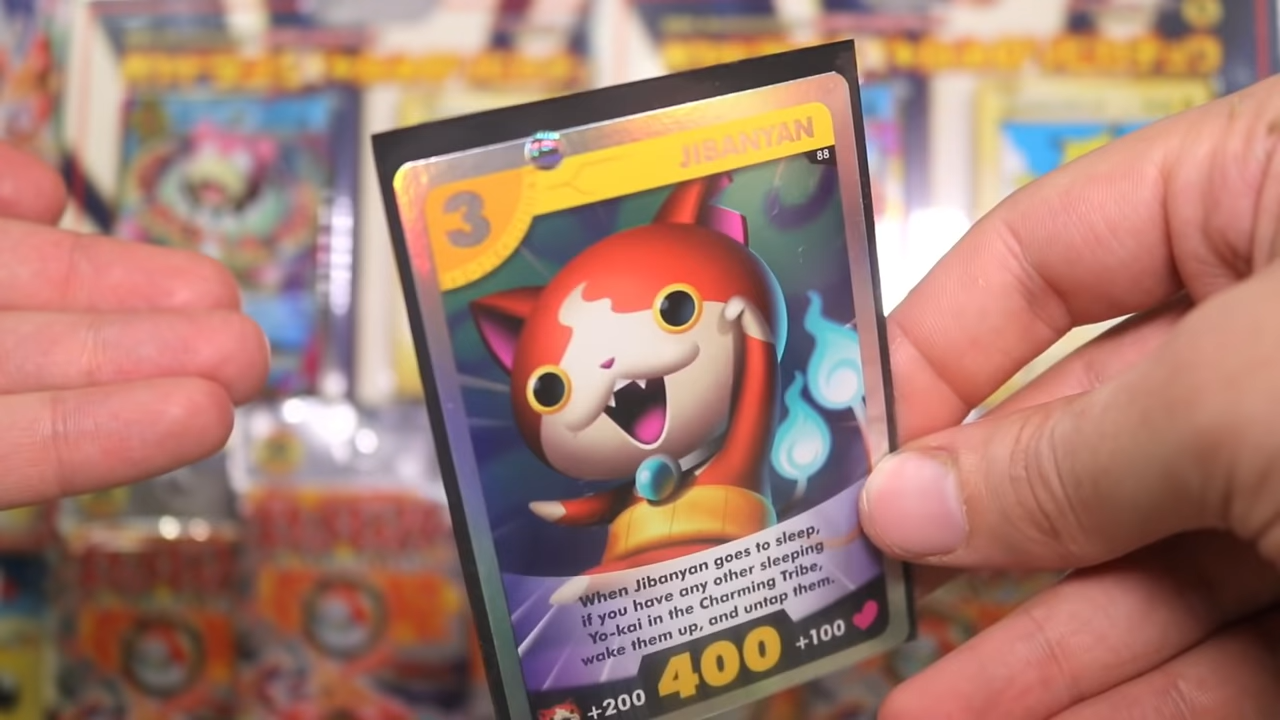 JIBANYAN
88
3
When Jibanyan goes to sleep,
if you have any other sleeping
Yo-kai in the Charming Tribe,
wake them up, and untap them.
+200 400 +100